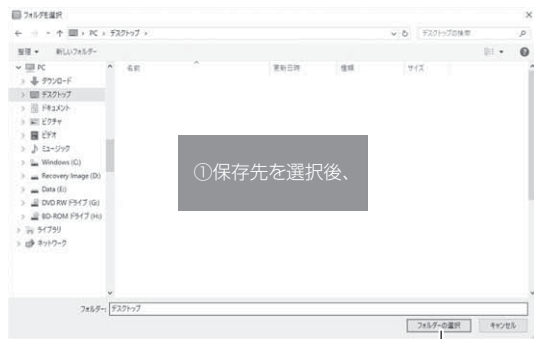 フォルダを選択
PC › デスクトップ ›
デスクトップの検索
整理 ▼ 新しいフォルダー
PC
ダウンロード
デスクトップ
ドキュメント
ピクチャ
ビデオ
ミュージック
Windows (C:)
Recovery Image (D:)
Data (E:)
DVD RW ドライブ (G:)
BD-ROM ドライブ (H:)
ライブラリ
ネットワーク
名前 更新日時 種類 サイズ
①保存先を選択後、
フォルダー: デスクトップ
フォルダーの選択 キャンセル